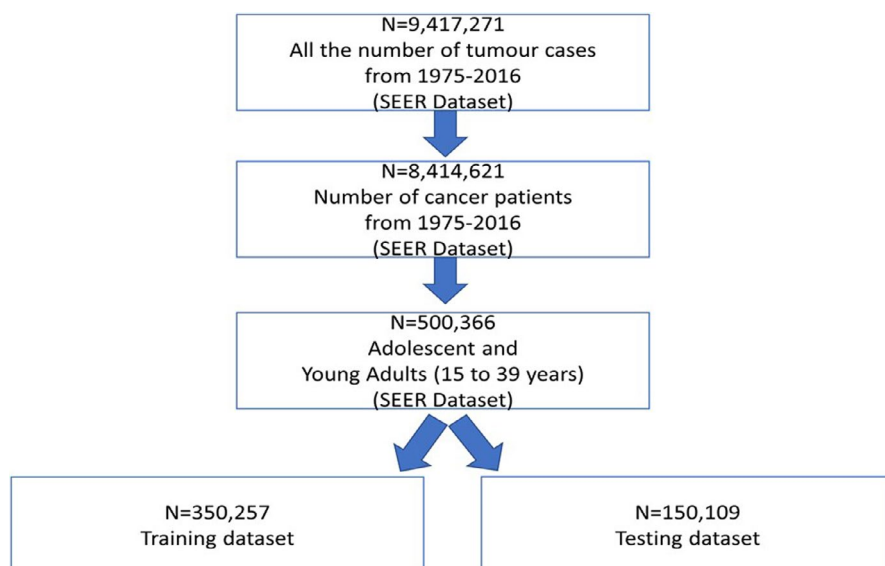 N=9,417,271
All the number of tumour cases
from 1975-2016
(SEER Dataset)
N=8,414,621
Number of cancer patients
from 1975-2016
(SEER Dataset)
N=500,366
Adolescent and
Young Adults (15 to 39 years)
(SEER Dataset)
N=350,257
Training dataset
N=150,109
Testing dataset